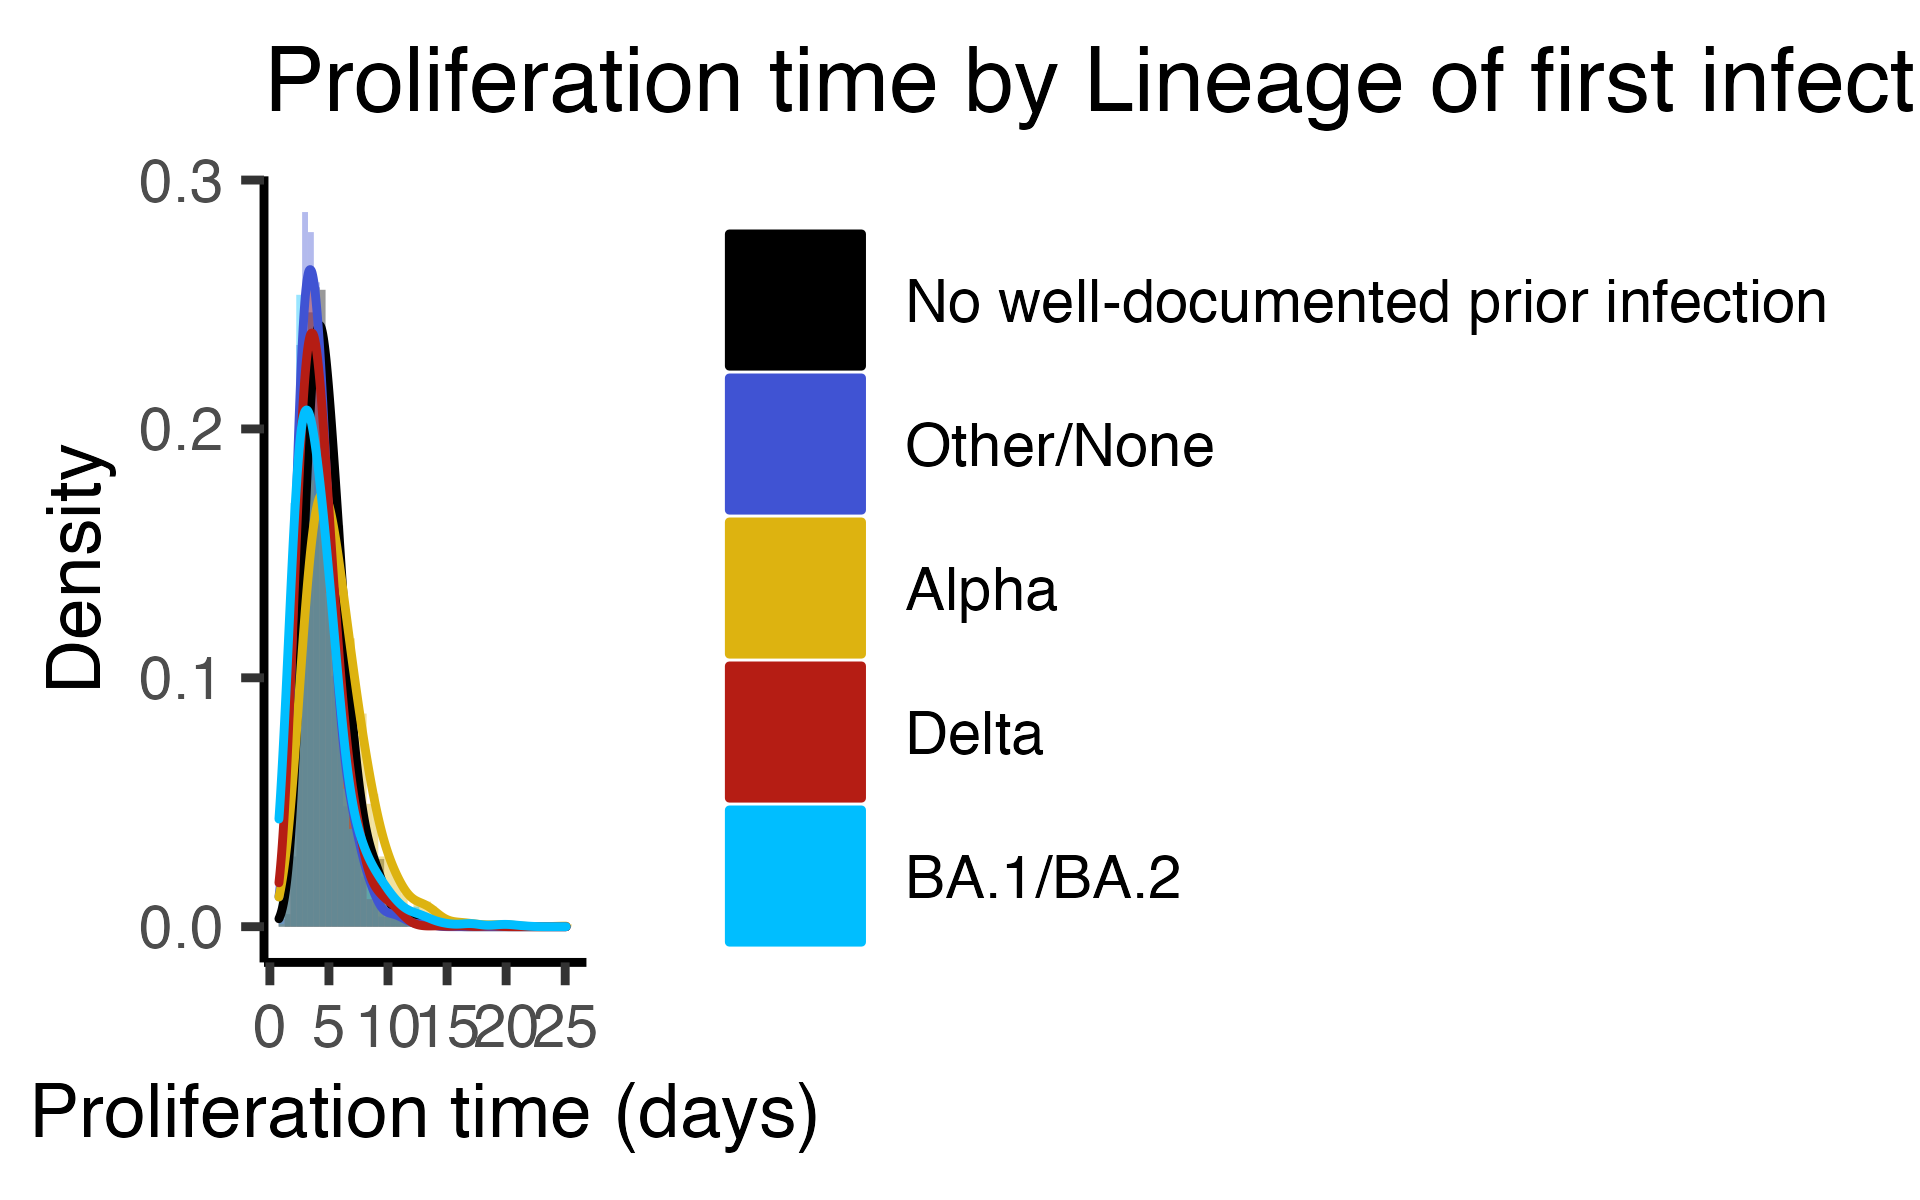 Proliferation time by Lineage of first infect
0.3
0.2
0.1
0.0
Density
0 5 10 15 20 25
Proliferation time (days)
No well-documented prior infection
Other/None
Alpha
Delta
BA.1/BA.2